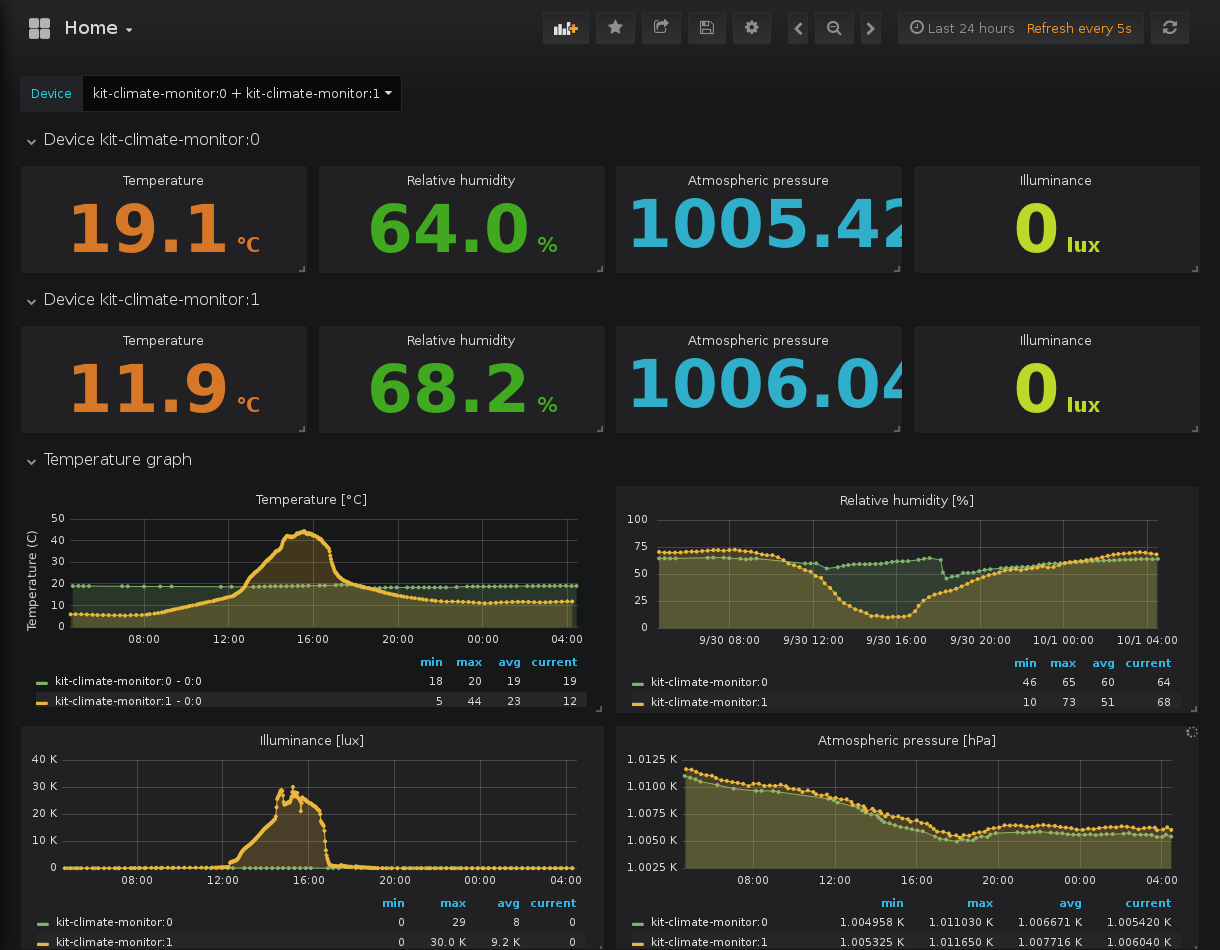 Home
Last 24 hours Refresh every 5s
Device kit-climate-monitor:0 + kit-climate-monitor:1
Device kit-climate-monitor:0
Temperature Relative humidity Atmospheric pressure Illuminance
19.1 °C 64.0 % 1005.42 0 lux
Device kit-climate-monitor:1
Temperature Relative humidity Atmospheric pressure Illuminance
11.9 °C 68.2 % 1006.04 0 lux
Temperature graph
Temperature [°C]
Temperature (C)
50
40
30
20
10
0
08:00 12:00 16:00 20:00 00:00 04:00
min max avg current
kit-climate-monitor:0 - 0:0 18 20 19 19
kit-climate-monitor:1 - 0:0 5 44 23 12
Relative humidity [%]
100
75
50
25
0
9/30 08:00 9/30 12:00 9/30 16:00 9/30 20:00 10/1 00:00 10/1 04:00
min max avg current
kit-climate-monitor:0 46 65 60 64
kit-climate-monitor:1 10 73 51 68
Illuminance [lux]
40 K
30 K
20 K
10 K
0
08:00 12:00 16:00 20:00 00:00 04:00
min max avg current
kit-climate-monitor:0 0 29 8 0
kit-climate-monitor:1 0 30.0 K 9.2 K 0
Atmospheric pressure [hPa]
1.0125 K
1.0100 K
1.0075 K
1.0050 K
1.0025 K
08:00 12:00 16:00 20:00 00:00 04:00
min max avg current
kit-climate-monitor:0 1.004958 K 1.011030 K 1.006671 K 1.005420 K
kit-climate-monitor:1 1.005325 K 1.011650 K 1.007716 K 1.006040 K